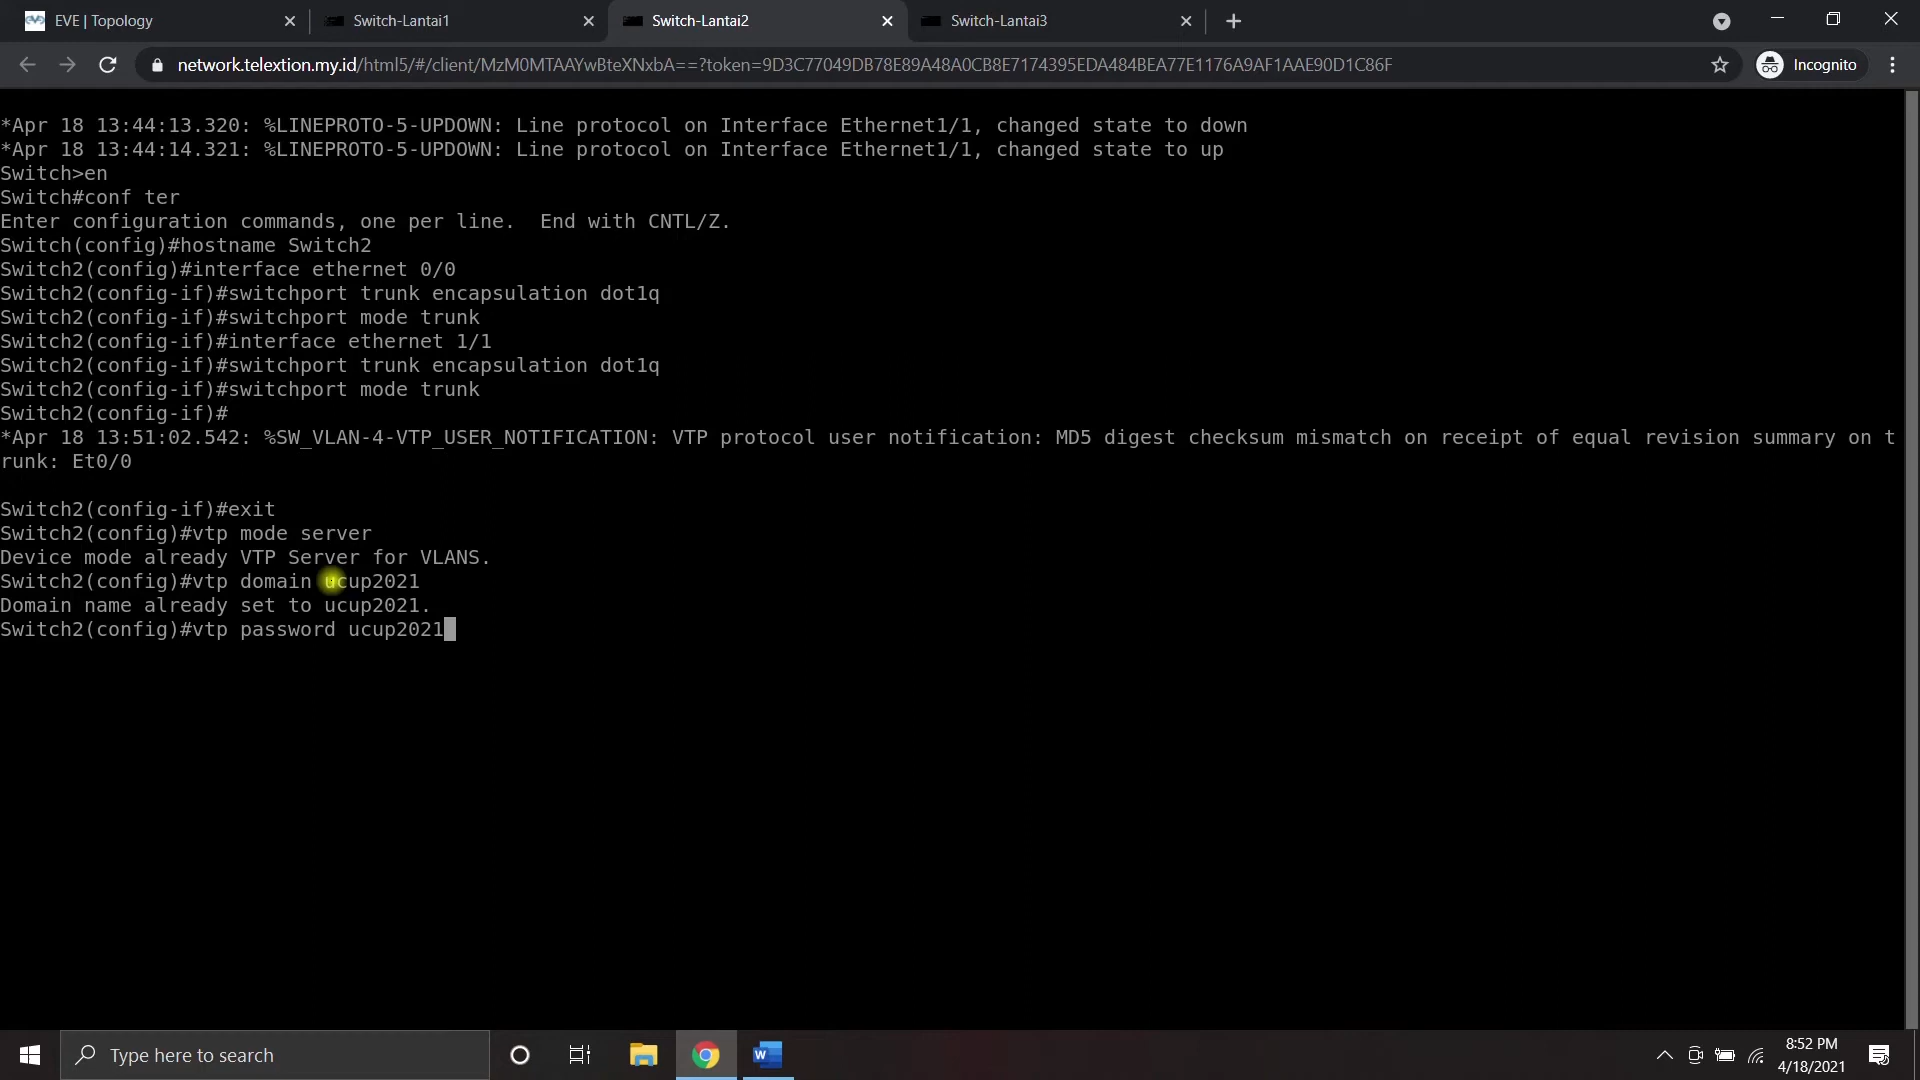 EVE | Topology
Switch-Lantai1
Switch-Lantai2
Switch-Lantai3
network.telextion.my.id/html5/#/client/MzM0MTAAYwBteXNxbA==?token=9D3C77049DB78E89A48A0CB8E7174395EDA484BEA77E1176A9AF1AAE90D1C86F
Incognito
*Apr 18 13:44:13.320: %LINEPROTO-5-UPDOWN: Line protocol on Interface Ethernet1/1, changed state to down
*Apr 18 13:44:14.321: %LINEPROTO-5-UPDOWN: Line protocol on Interface Ethernet1/1, changed state to up
Switch>en
Switch#conf ter
Enter configuration commands, one per line.  End with CNTL/Z.
Switch(config)#hostname Switch2
Switch2(config)#interface ethernet 0/0
Switch2(config-if)#switchport trunk encapsulation dot1q
Switch2(config-if)#switchport mode trunk
Switch2(config-if)#interface ethernet 1/1
Switch2(config-if)#switchport trunk encapsulation dot1q
Switch2(config-if)#switchport mode trunk
Switch2(config-if)#
*Apr 18 13:51:02.542: %SW_VLAN-4-VTP_USER_NOTIFICATION: VTP protocol user notification: MD5 digest checksum mismatch on receipt of equal revision summary on t
runk: Et0/0
Switch2(config-if)#exit
Switch2(config)#vtp mode server
Device mode already VTP Server for VLANS.
Switch2(config)#vtp domain ucup2021
Domain name already set to ucup2021.
Switch2(config)#vtp password ucup2021
Type here to search
W
8:52 PM
4/18/2021